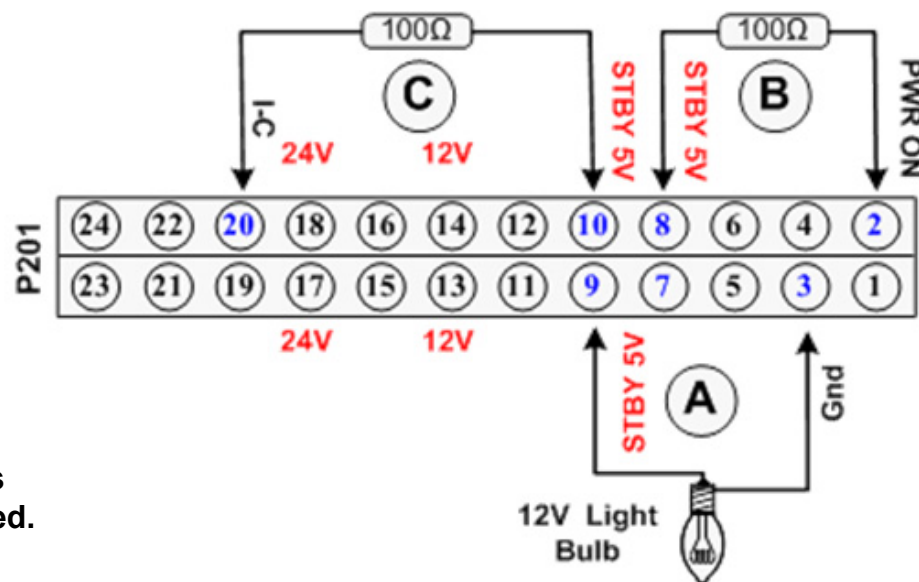 100Ω
100Ω
C
B
I-C
STBY 5V
STBY 5V
PWR ON
24V
12V
P201
24 22 20 18 16 14 12 10 8 6 4 2
23 21 19 17 15 13 11 9 7 5 3 1
24V
12V
STBY 5V
A
Gnd
s
ed.
12V Light
Bulb